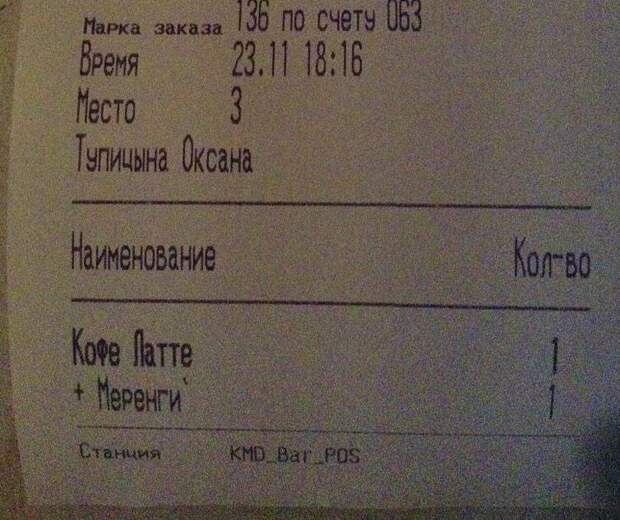 Марка заказа 136 по счету 063
Время 23.11 18:16
Место 3
Тупицына Оксана
Наименование Кол-во
Кофе Латте 1
+ Меренги 1
Станция KMD_Bar_POS